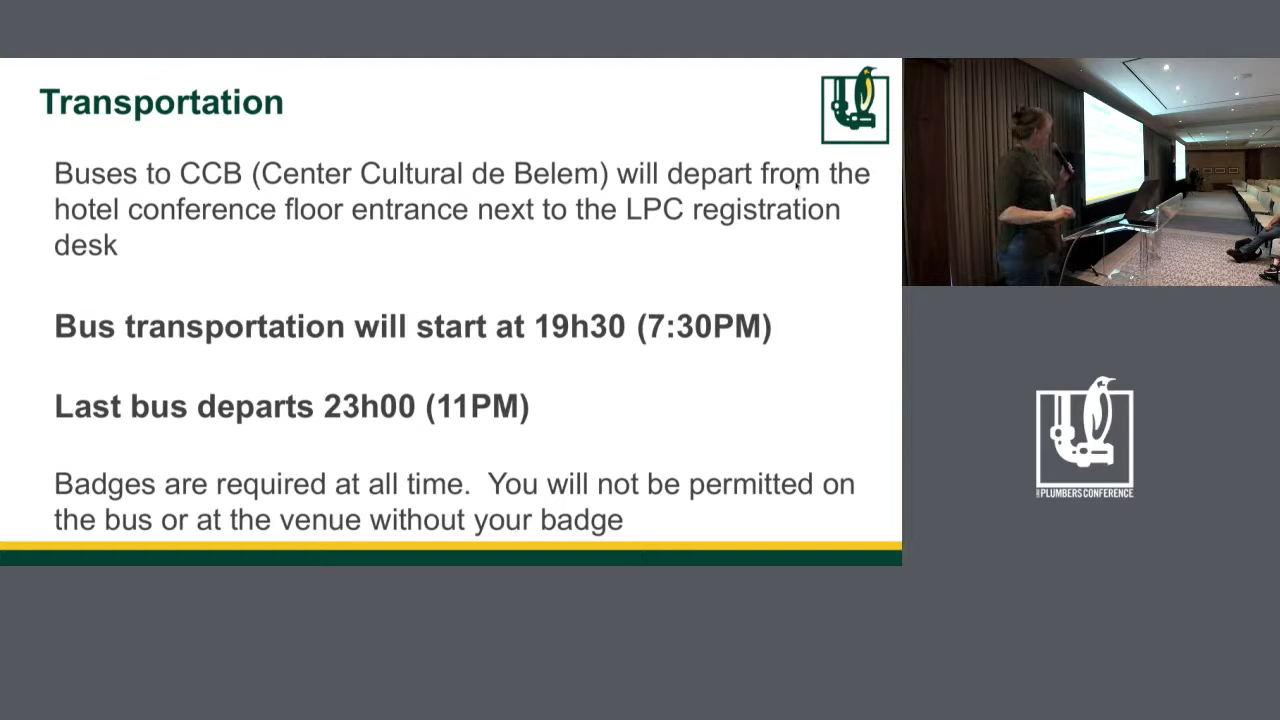 Transportation
Buses to CCB (Center Cultural de Belem) will depart from the
hotel conference floor entrance next to the LPC registration
desk
Bus transportation will start at 19h30 (7:30PM)
Last bus departs 23h00 (11PM)
Badges are required at all time.  You will not be permitted on
the bus or at the venue without your badge
PLUMBERS CONFERENCE